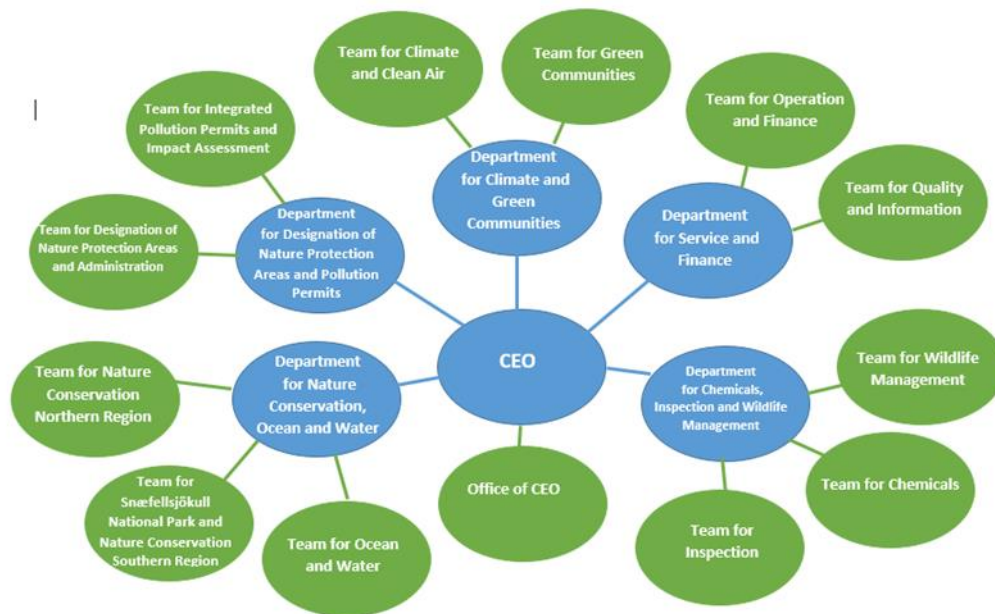 Team for Climate
and Clean Air
Team for Green
Communities
Team for Integrated
Pollution Permits and
Impact Assessment
Team for Operation
and Finance
Department
for Climate and
Green
Communities
Team for Quality
and Information
Department
for Designation of
Nature Protection
Areas and Pollution
Permits
Department
for Service and
Finance
Team for Designation of
Nature Protection Areas
and Administration
CEO
Team for Nature
Conservation
Northern Region
Department
for Nature
Conservation,
Ocean and Water
Department
for Chemicals,
Inspection and Wildlife
Management
Team for Wildlife
Management
Team for
Snæfellsjökull
National Park and
Nature Conservation
Southern Region
Team for Ocean
and Water
Office of CEO
Team for
Inspection
Team for Chemicals